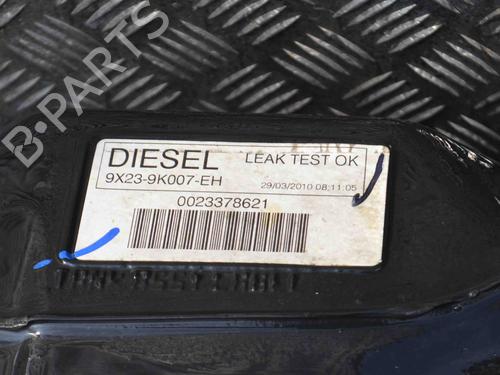 B-PARTS
DIESEL
LEAK TEST OK
9X23-9K007-EH
29/03/2010 08:11:05
0023378621